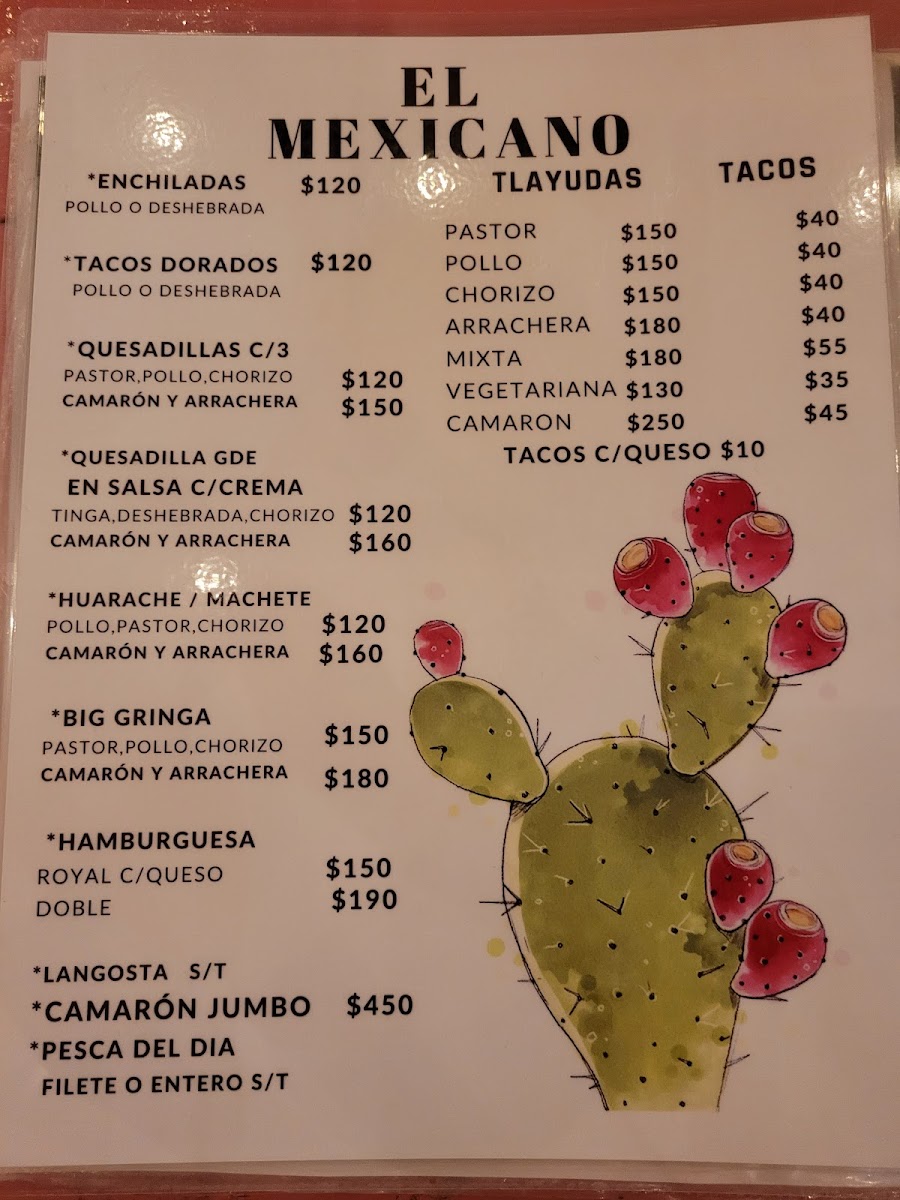 EL
MEXICANO
*ENCHILADAS $120
POLLO O DESHEBRADA
*TACOS DORADOS $120
POLLO O DESHEBRADA
*QUESADILLAS C/3
PASTOR,POLLO,CHORIZO $120
CAMARÓN Y ARRACHERA $150
*QUESADILLA GDE
EN SALSA C/CREMA
TINGA,DESHEBRADA,CHORIZO $120
CAMARÓN Y ARRACHERA $160
*HUARACHE / MACHETE
POLLO,PASTOR,CHORIZO $120
CAMARÓN Y ARRACHERA $160
*BIG GRINGA
PASTOR,POLLO,CHORIZO $150
CAMARÓN Y ARRACHERA $180
*HAMBURGUESA
ROYAL C/QUESO $150
DOBLE $190
*LANGOSTA S/T
*CAMARÓN JUMBO $450
*PESCA DEL DIA
FILETE O ENTERO S/T
TLAYUDAS TACOS
PASTOR $150 $40
POLLO $150 $40
CHORIZO $150 $40
ARRACHERA $180 $40
MIXTA $180 $55
VEGETARIANA $130 $35
CAMARON $250 $45
TACOS C/QUESO $10